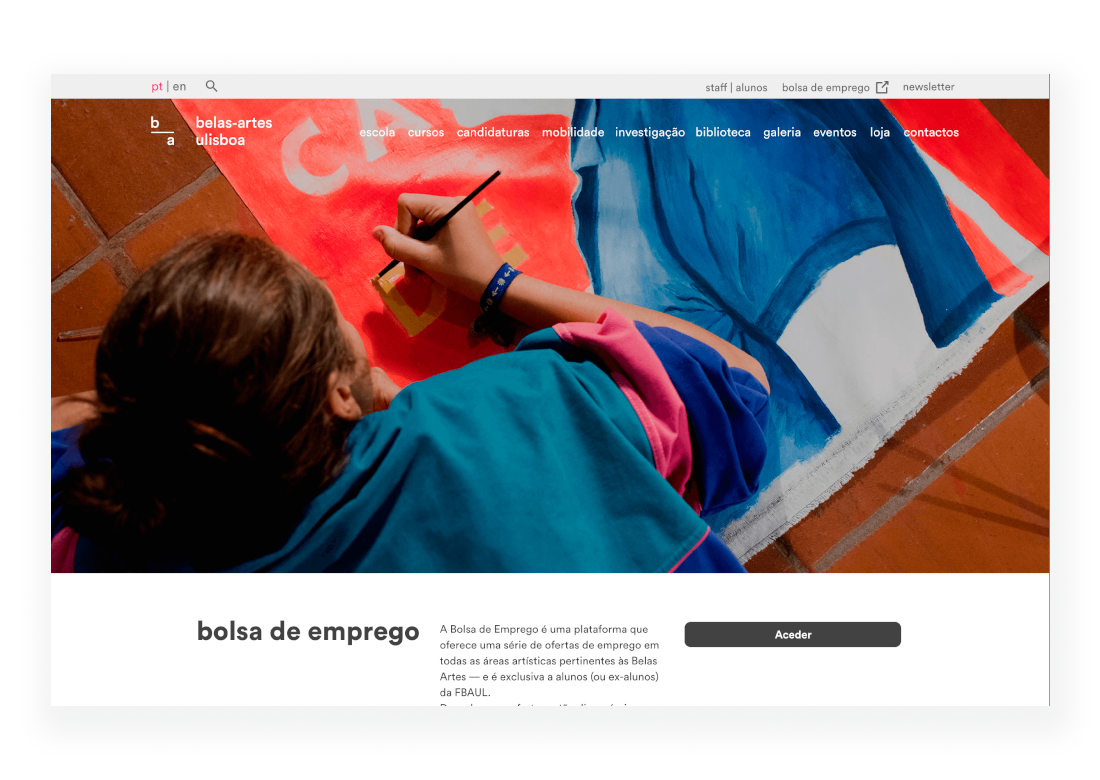 pt | en
staff | alunos bolsa de emprego newsletter
b
a
belas-artes
ulisboa
escola cursos candidaturas mobilidade investigação biblioteca galeria eventos loja contactos
CA
DE
bolsa de emprego
A Bolsa de Emprego é uma plataforma que
oferece uma série de ofertas de emprego em
todas as áreas artísticas pertinentes às Belas
Artes — e é exclusiva a alunos (ou ex-alunos)
da FBAUL.
Aceder